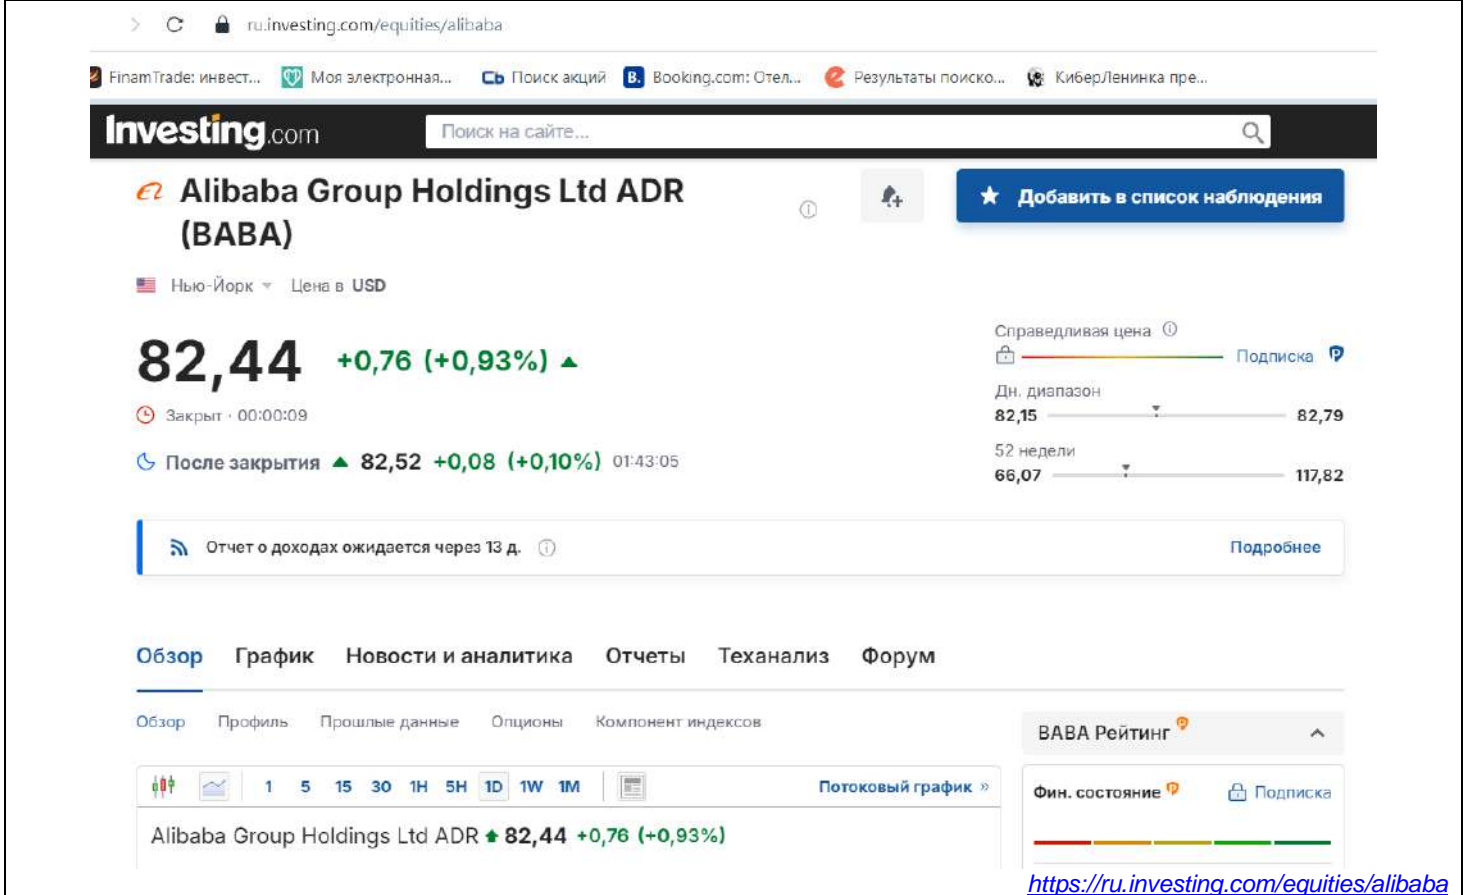 ru.investing.com/equities/alibaba
FinamTrade: инвест... Моя электронная... Сb Поиск акций B. Booking.com: Отел... Результаты поиско... КиберЛенинка пре...
Investing.com Поиск на сайте...
Alibaba Group Holdings Ltd ADR
(BABA)
Добавить в список наблюдения
Нью-Йорк Цена в USD
82,44 +0,76 (+0,93%)
Справедливая цена
Подписка
Закрыт · 00:00:09
Дн. диапазон
82,15 82,79
После закрытия 82,52 +0,08 (+0,10%) 01:43:05
52 недели
66,07 117,82
Отчет о доходах ожидается через 13 д. Подробнее
Обзор График Новости и аналитика Отчеты Теханализ Форум
Обзор Профиль Прошлые данные Опционы Компонент индексов
BABA Рейтинг
1 5 15 30 1H 5H 1D 1W 1M Потоковый график »
Фин. состояние Подписка
Alibaba Group Holdings Ltd ADR 82,44 +0,76 (+0,93%)
https://ru.investing.com/equities/alibaba